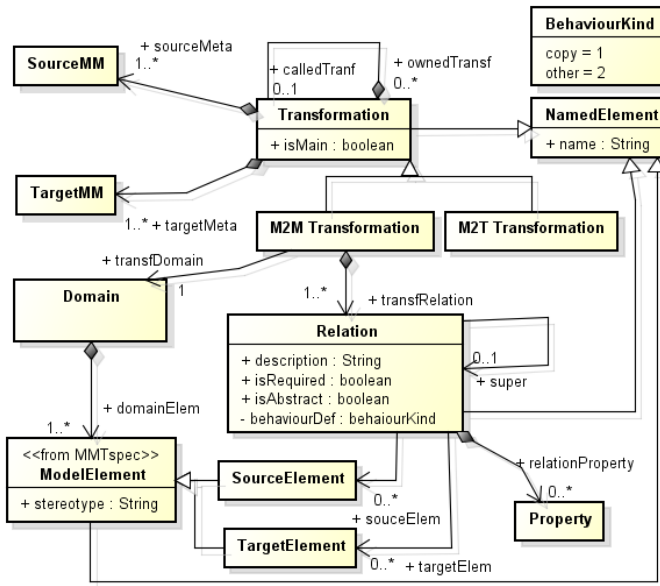 BehaviourKind
copy = 1
other = 2
+ sourceMeta
1..*
SourceMM
+ calledTranf
0..1
+ ownedTransf
0..*
Transformation
+ isMain : boolean
NamedElement
+ name : String
TargetMM
1..* + targetMeta
M2M Transformation
M2T Transformation
+ transfDomain
1
Domain
1..*
+ transfRelation
Relation
+ description : String
+ isRequired : boolean
+ isAbstract : boolean
- behaviourDef : behaiourKind
0..1
+ super
+ domainElem
1..*
<<from MMTspec>>
ModelElement
+ stereotype : String
SourceElement
0..*
+ souceElem
TargetElement
0..* + targetElem
+ relationProperty
0..*
Property